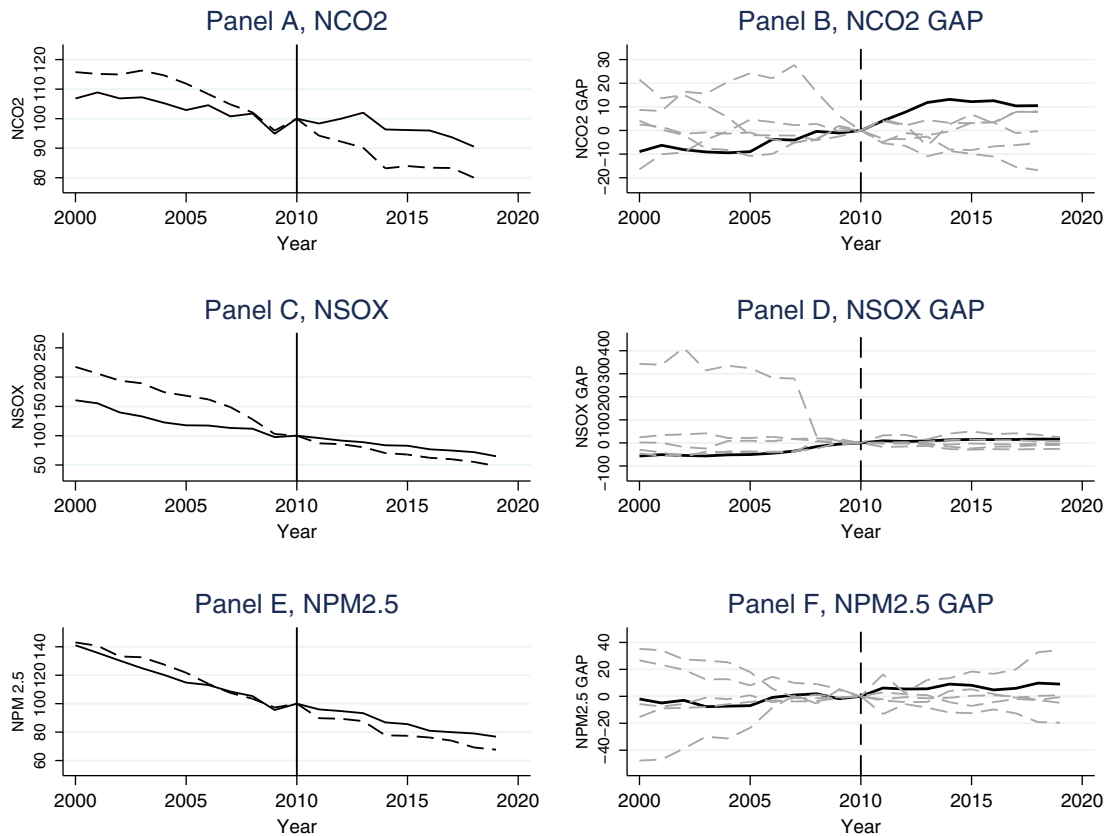 Panel A, NCO2
NCO2
80 90 100 110 120
2000 2005 2010 2015 2020
Year
Panel B, NCO2 GAP
NCO2 GAP
−20 −10 0 10 20 30
2000 2005 2010 2015 2020
Year
Panel C, NSOX
NSOX
50 100 150 200 250
2000 2005 2010 2015 2020
Year
Panel D, NSOX GAP
NSOX GAP
−100 0 100 200 300 400
2000 2005 2010 2015 2020
Year
Panel E, NPM2.5
NPM 2.5
60 80 100 120 140
2000 2005 2010 2015 2020
Year
Panel F, NPM2.5 GAP
NPM2.5 GAP
−40 −20 0 20 40
2000 2005 2010 2015 2020
Year